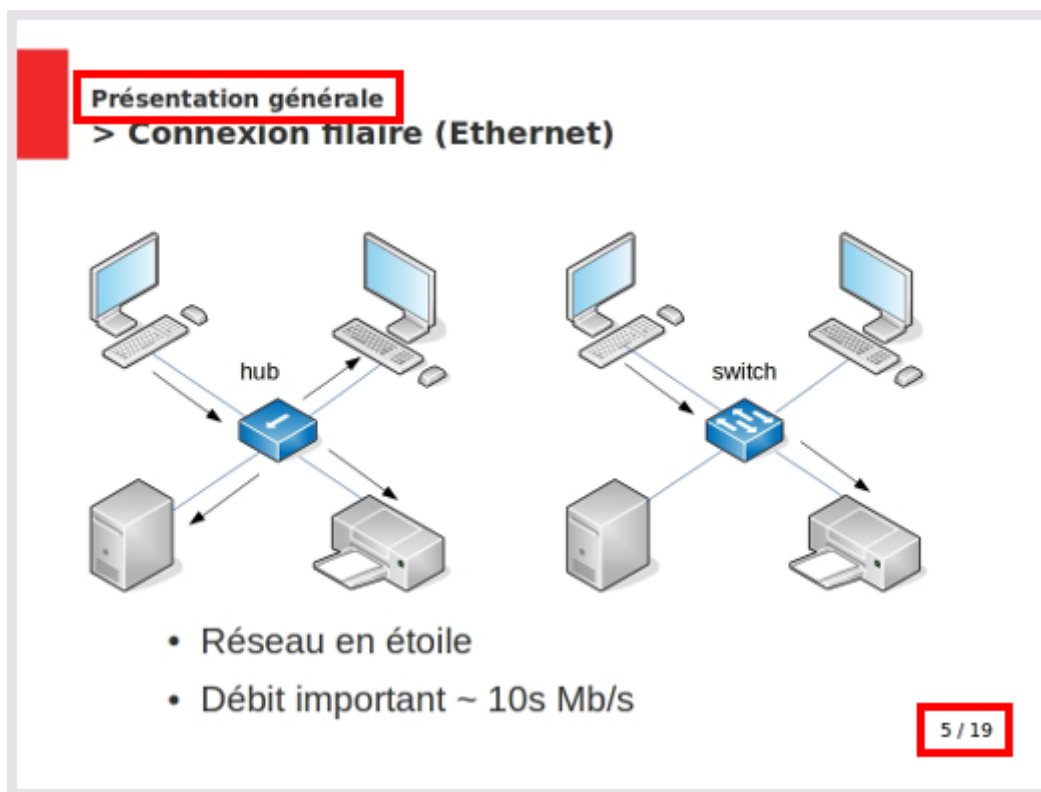 Présentation générale
> Connexion filaire (Ethernet)
hub
switch
• Réseau en étoile
• Débit important ~ 10s Mb/s
5 / 19